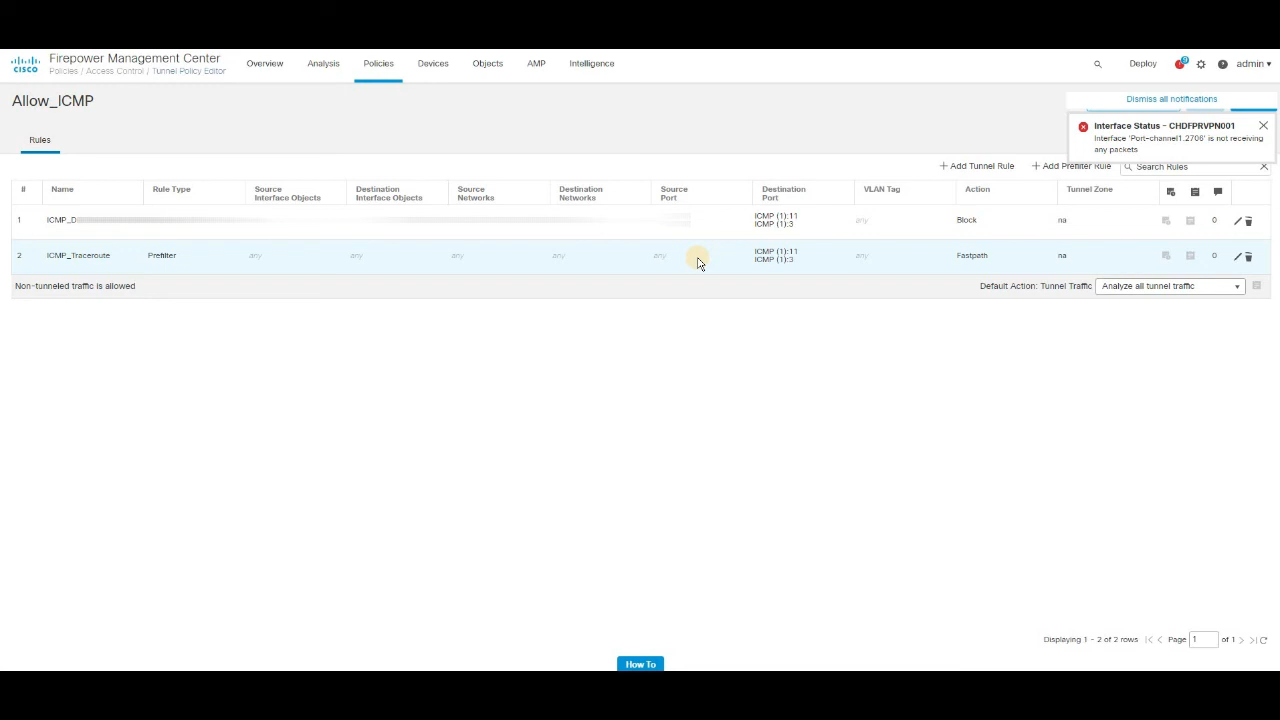 Firepower Management Center
Policies / Access Control / Tunnel Policy Editor
Overview Analysis Policies Devices Objects AMP Intelligence
Deploy 9 admin
CISCO
Allow_ICMP
Dismiss all notifications
Rules
Interface Status - CHDFPRVPN001
Interface 'Port-channel1.2706' is not receiving
any packets
+ Add Tunnel Rule + Add Prefilter Rule Search Rules
# Name Rule Type Source Interface Objects Destination Interface Objects Source Networks Destination Networks Source Port Destination Port VLAN Tag Action Tunnel Zone
1 ICMP_D ICMP (1):11 any Block na 0
ICMP (1):3
2 ICMP_Traceroute Prefilter any any any any any ICMP (1):11 any Fastpath na 0
ICMP (1):3
Non-tunneled traffic is allowed Default Action: Tunnel Traffic Analyze all tunnel traffic
Displaying 1 - 2 of 2 rows Page 1 of 1
How To